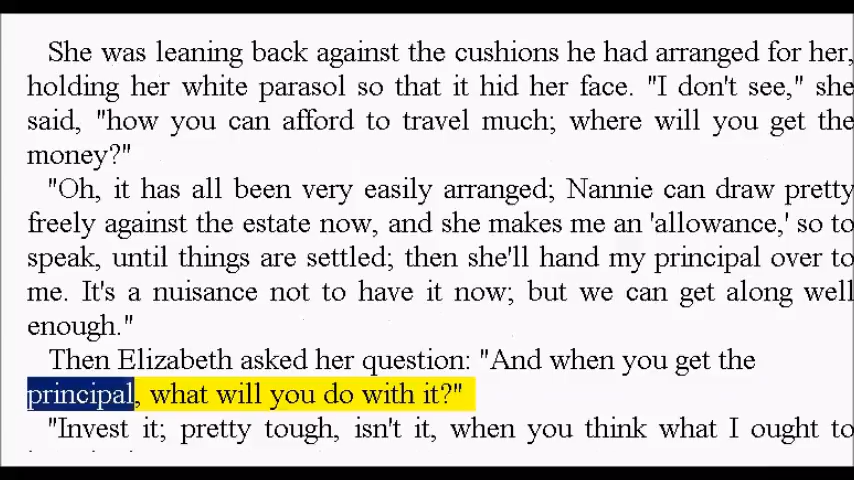 She was leaning back against the cushions he had arranged for her,
holding her white parasol so that it hid her face. "I don't see," she
said, "how you can afford to travel much; where will you get the
money?"
"Oh, it has all been very easily arranged; Nannie can draw pretty
freely against the estate now, and she makes me an 'allowance,' so to
speak, until things are settled; then she'll hand my principal over to
me. It's a nuisance not to have it now; but we can get along well
enough."
Then Elizabeth asked her question: "And when you get the
principal, what will you do with it?"
"Invest it; pretty tough, isn't it, when you think what I ought to